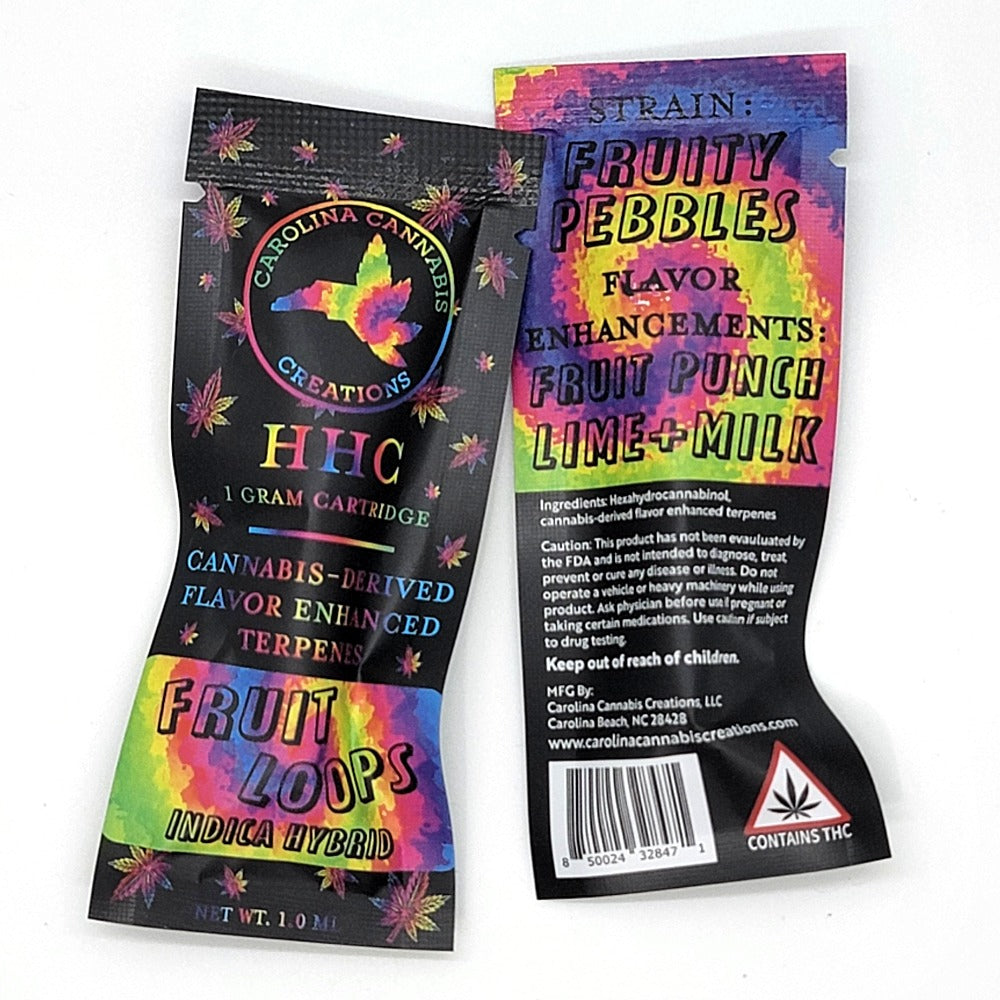 CAROLINA CANNABIS
CREATIONS
HHC
1 GRAM CARTRIDGE
CANNABIS-DERIVED
FLAVOR ENHANCED
TERPENES
FRUIT
LOOPS
INDICA HYBRID
NET WT. 1.0 ML
STRAIN:
FRUITY
PEBBLES
FLAVOR
ENHANCEMENTS:
FRUIT PUNCH
LIME+MILK
Ingredients: Hexahydrocannabinol,
cannabis-derived flavor enhanced terpenes
Caution: This product has not been evauluated by
the FDA and is not intended to diagnose, treat,
prevent or cure any disease or illness. Do not
operate a vehicle or heavy machinery while using
product. Ask physician before use if pregnant or
taking certain medications. Use caution if subject
to drug testing.
Keep out of reach of children.
MFG By:
Carolina Cannabis Creations, LLC
Carolina Beach, NC 28428
www.carolinacannabiscreations.com
8 50024 32847 1
CONTAINS THC